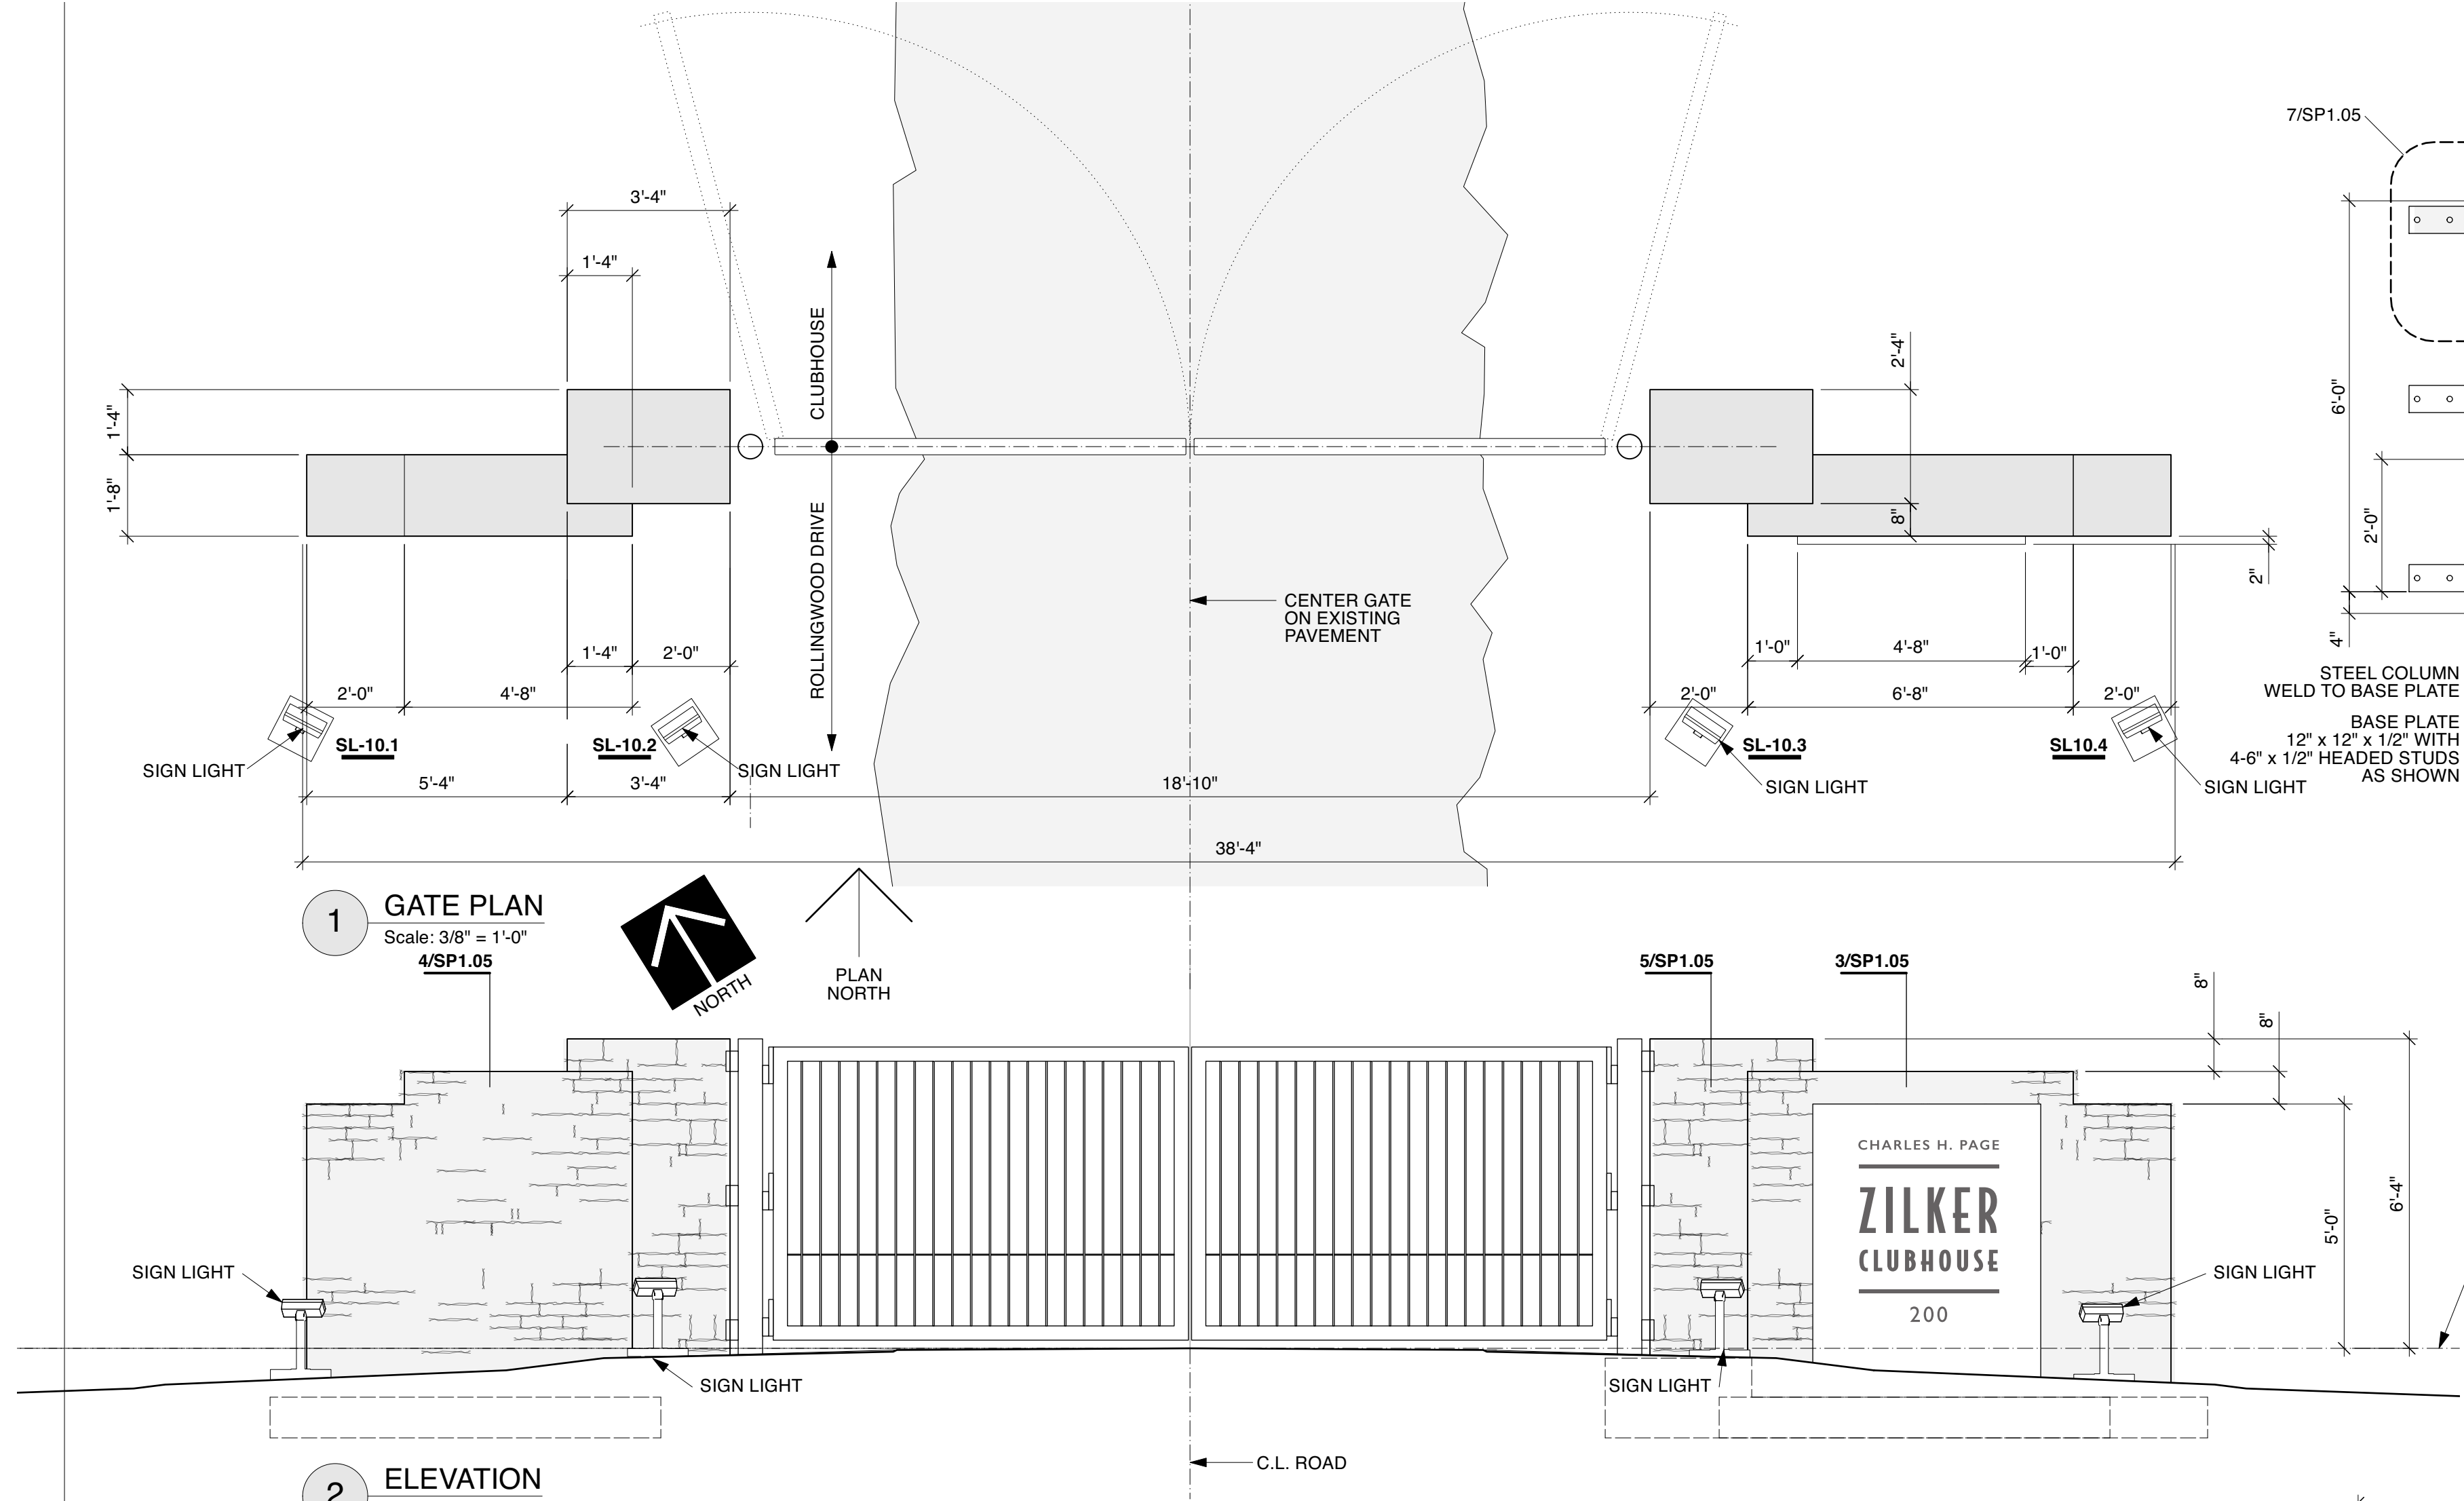 7/SP1.05
3'-4"
1'-4"
CLUBHOUSE
2'-4"
6'-0"
1'-4"
1'-8"
8"
2'-0"
ROLLINGWOOD DRIVE
2"
CENTER GATE
ON EXISTING
PAVEMENT
4"
1'-4"
2'-0"
1'-0"
4'-8"
1'-0"
2'-0"
4'-8"
2'-0"
6'-8"
2'-0"
STEEL COLUMN
WELD TO BASE PLATE
BASE PLATE
12" x 12" x 1/2" WITH
4-6" x 1/2" HEADED STUDS
AS SHOWN
SL-10.1
SL-10.2
SL-10.3
SL10.4
SIGN LIGHT
SIGN LIGHT
SIGN LIGHT
SIGN LIGHT
5'-4"
3'-4"
18'-10"
38'-4"
1
GATE PLAN
Scale: 3/8" = 1'-0"
NORTH
PLAN
NORTH
4/SP1.05
5/SP1.05
3/SP1.05
8"
8"
CHARLES H. PAGE
ZILKER
CLUBHOUSE
200
6'-4"
5'-0"
SIGN LIGHT
SIGN LIGHT
SIGN LIGHT
SIGN LIGHT
C.L. ROAD
2
ELEVATION